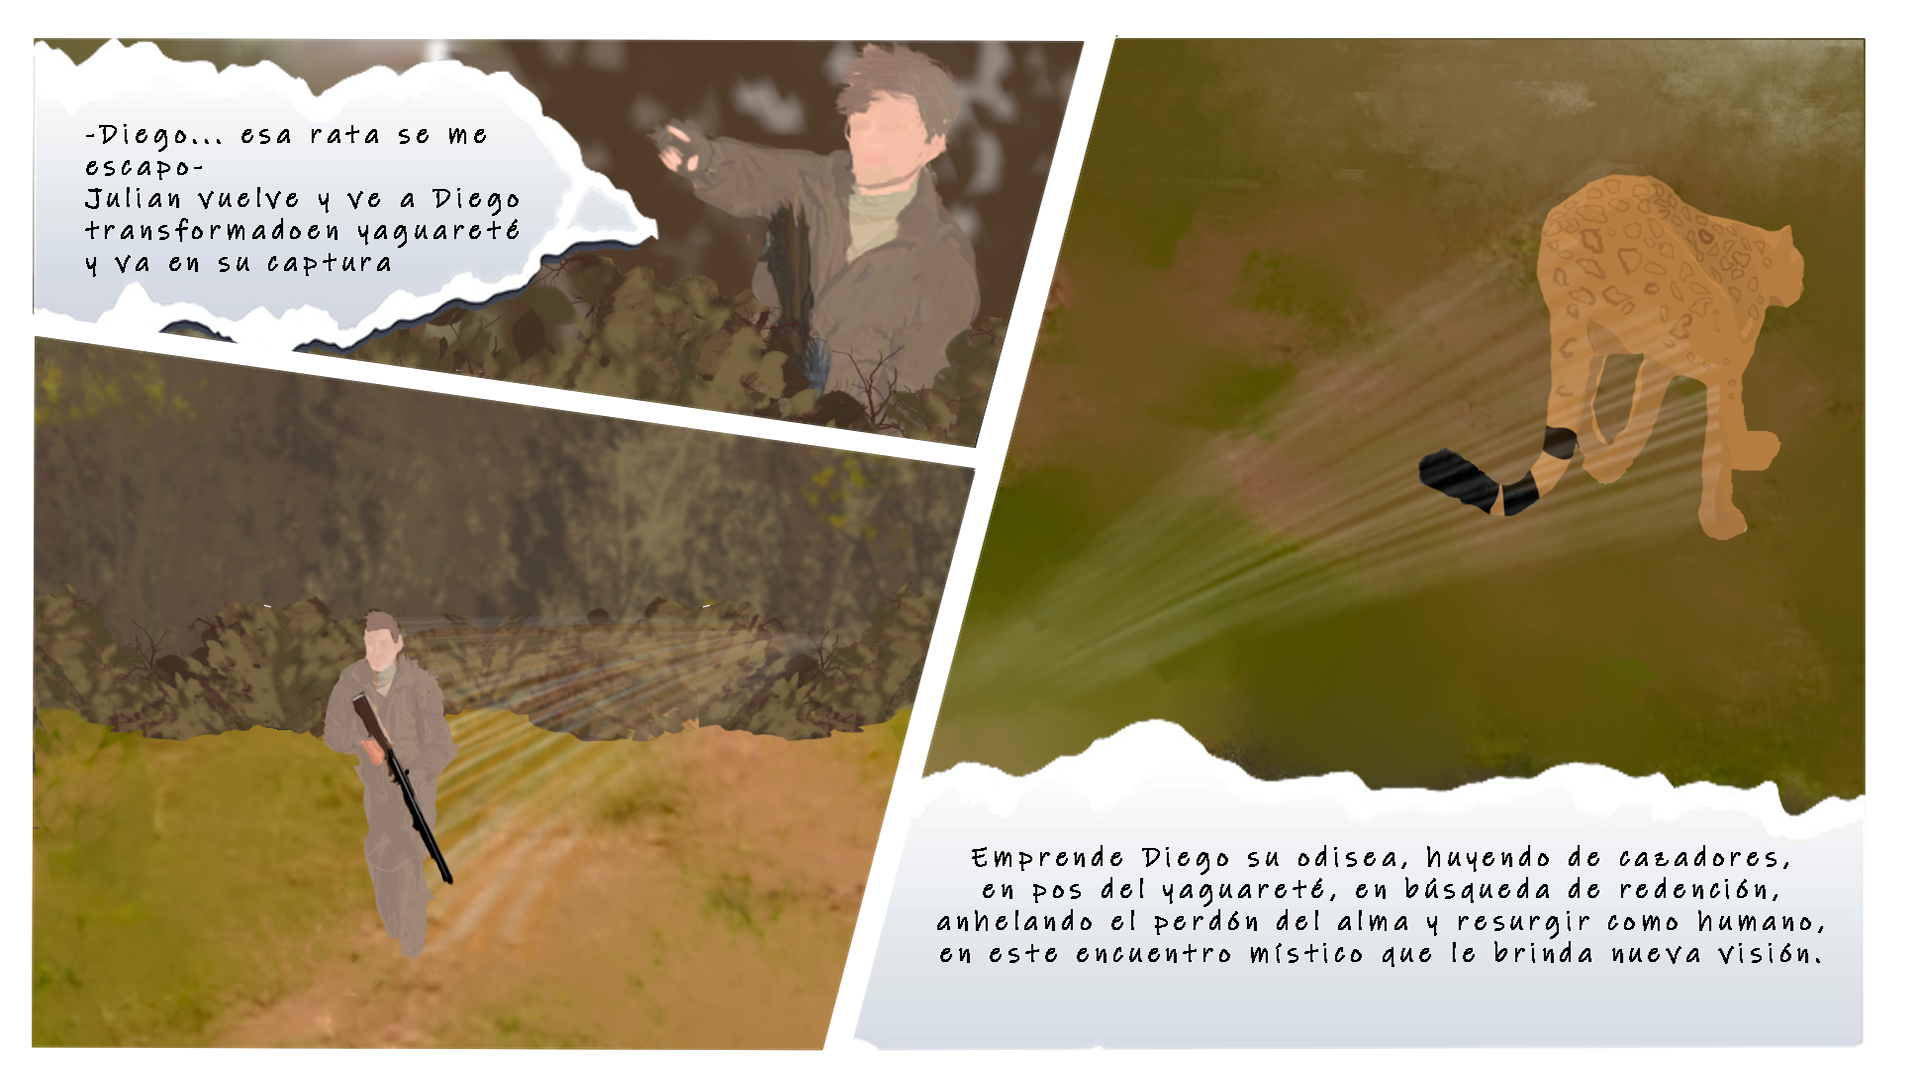 -Diego... esa rata se me
escapo-
Julian vuelve y ve a Diego
transformadoen yaguareté
y va en su captura
Emprende Diego su odisea, huyendo de cazadores,
en pos del yaguareté, en búsqueda de redención,
anhelando el perdón del alma y resurgir como humano,
en este encuentro místico que le brinda nueva visión.